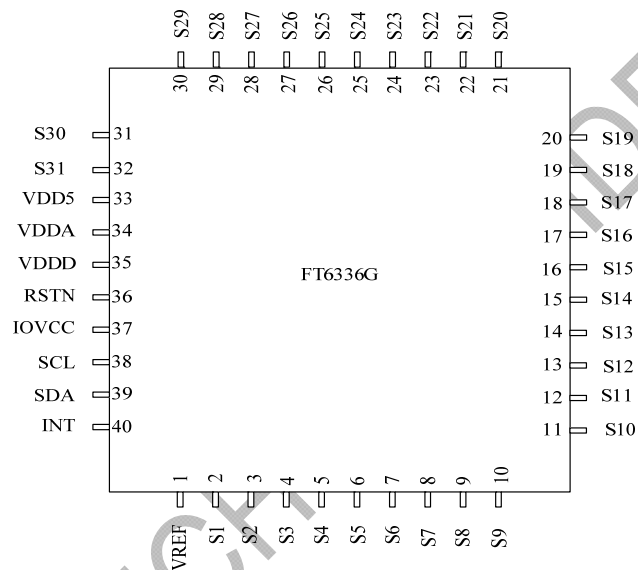 S29 S28 S27 S26 S25 S24 S23 S22 S21 S20
30 29 28 27 26 25 24 23 22 21
S30 31 20 S19
S31 32 19 S18
VDD5 33 18 S17
VDDA 34 17 S16
VDDD 35 16 S15
FT6336G
RSTN 36 15 S14
IOVCC 37 14 S13
SCL 38 13 S12
SDA 39 12 S11
INT 40 11 S10
1 2 3 4 5 6 7 8 9 10
VREF S1 S2 S3 S4 S5 S6 S7 S8 S9